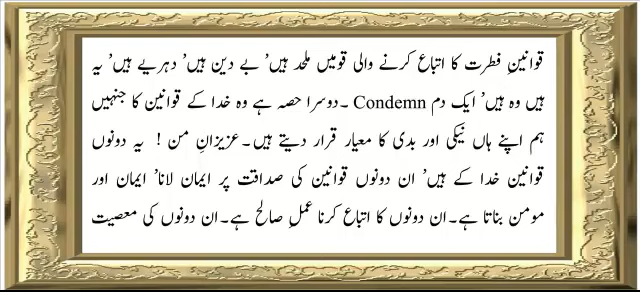 قوانینِ فطرت کا اتباع کرنے والی قومیں ملحد ہیں’ بے دین ہیں’ دہریے ہیں’ یہ
ہیں وہ ہیں’ ایک دم Condemn ۔دوسرا حصہ ہے وہ خدا کے قوانین کا جنہیں
ہم اپنے ہاں نیکی اور بدی کا معیار قرار دیتے ہیں۔عزیزانِ من ! یہ دونوں
قوانین خدا کے ہیں’ ان دونوں قوانین کی صداقت پر ایمان لانا’ ایمان اور
مومن بناتا ہے۔ان دونوں کا اتباع کرنا عملِ صالح ہے۔ان دونوں کی معصیت